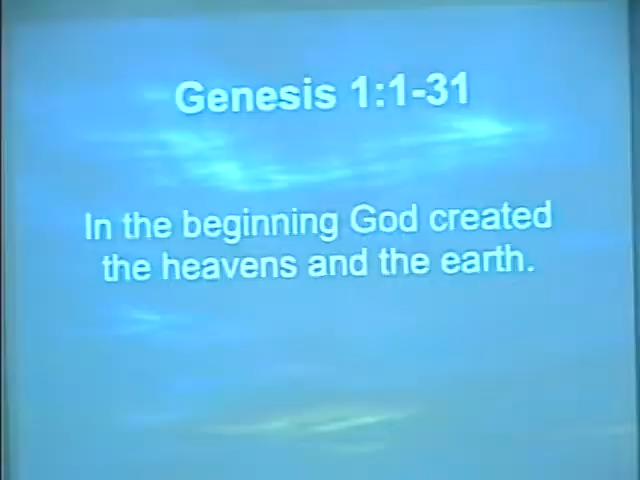 Genesis 1:1-31
In the beginning God created
the heavens and the earth.